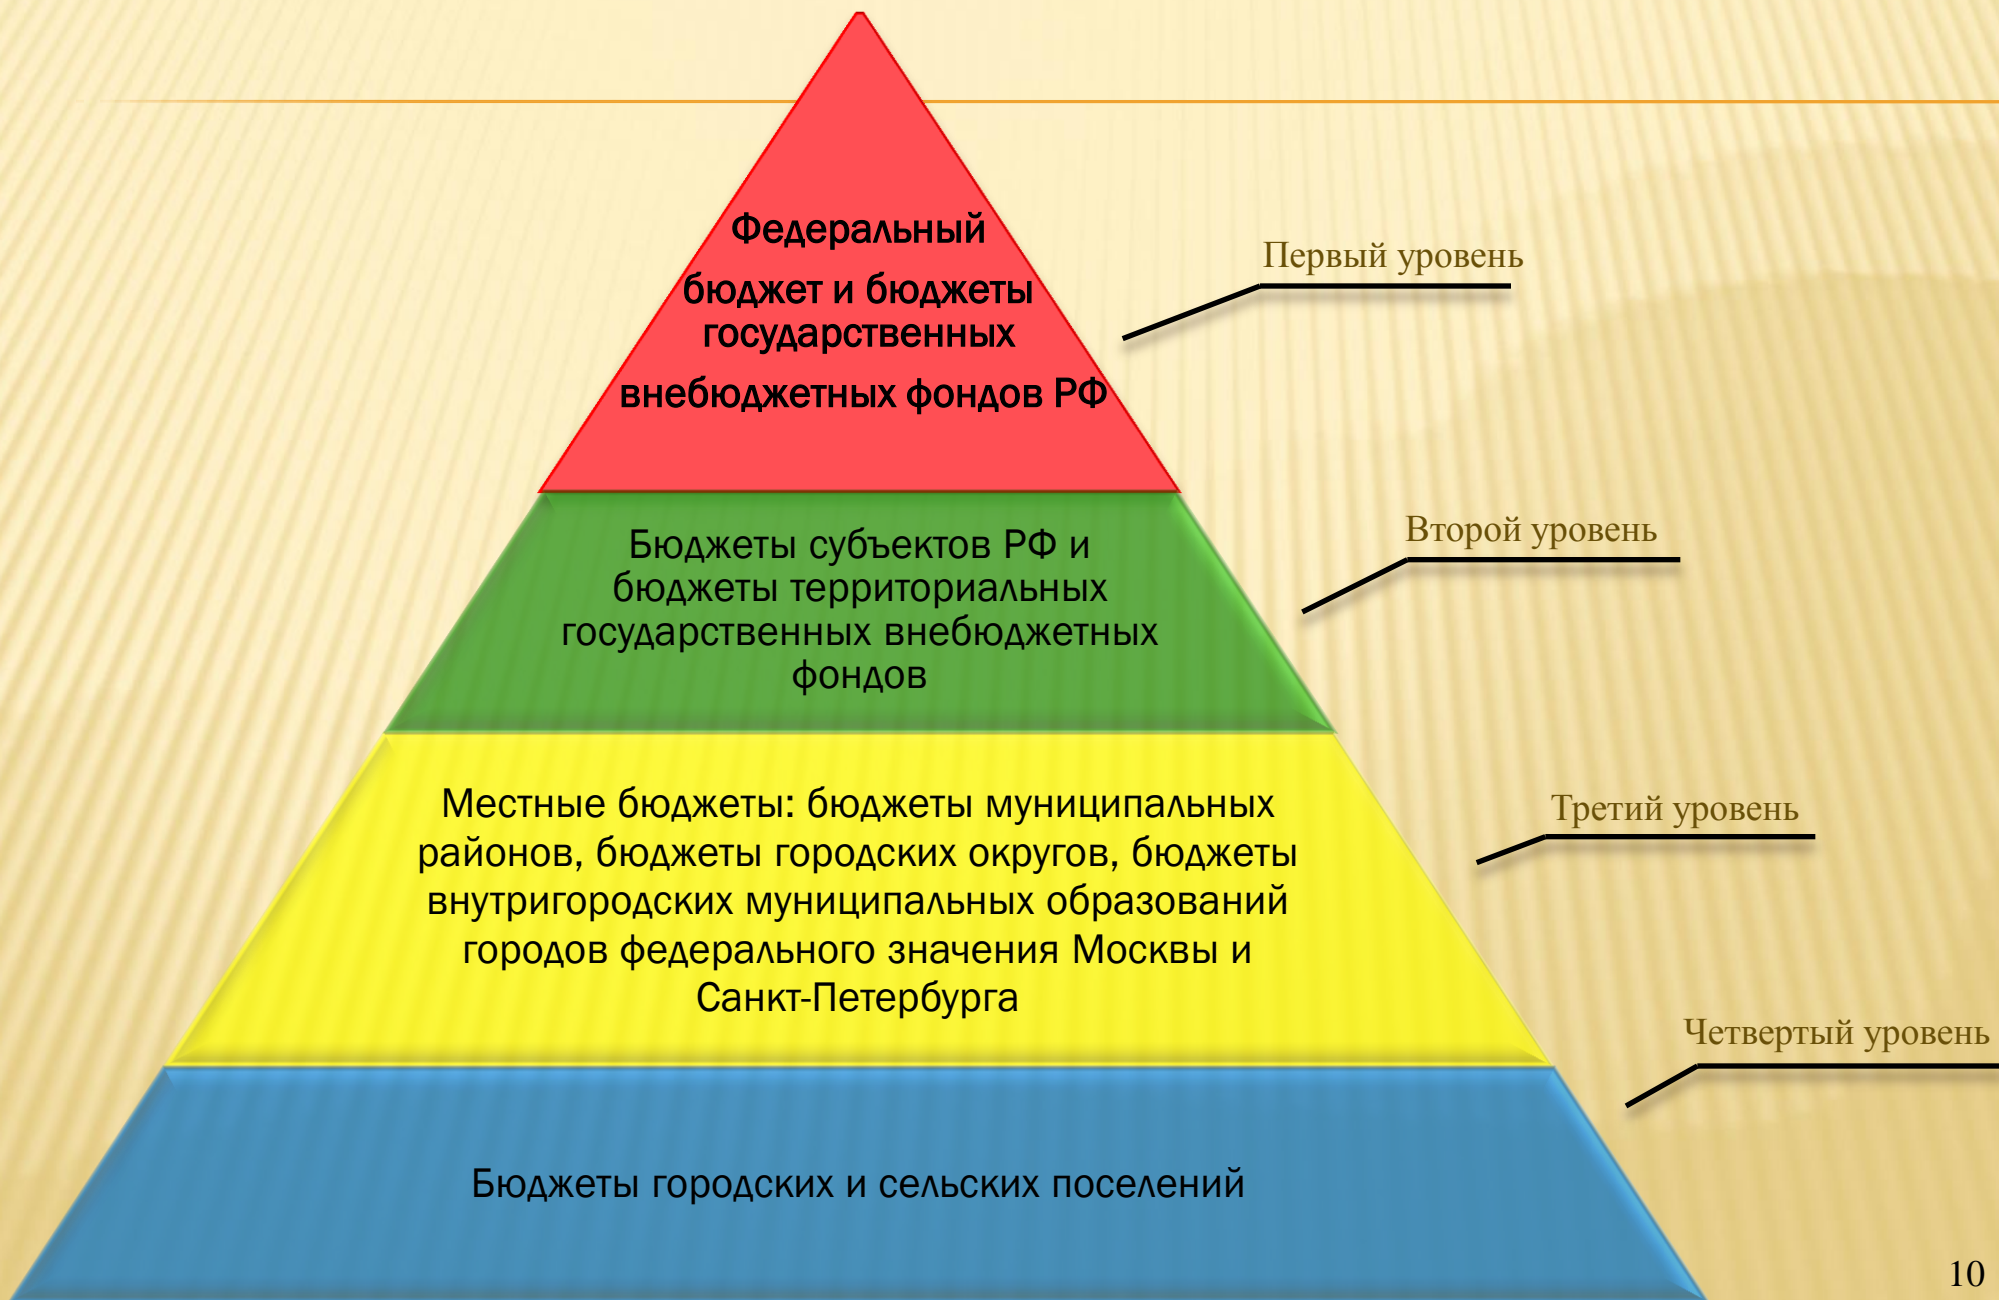 Федеральный
бюджет и бюджеты
государственных
внебюджетных фондов РФ
Первый уровень
Бюджеты субъектов РФ и
бюджеты территориальных
государственных внебюджетных
фондов
Второй уровень
Местные бюджеты: бюджеты муниципальных
районов, бюджеты городских округов, бюджеты
внутригородских муниципальных образований
городов федерального значения Москвы и
Санкт-Петербурга
Третий уровень
Бюджеты городских и сельских поселений
Четвертый уровень
10